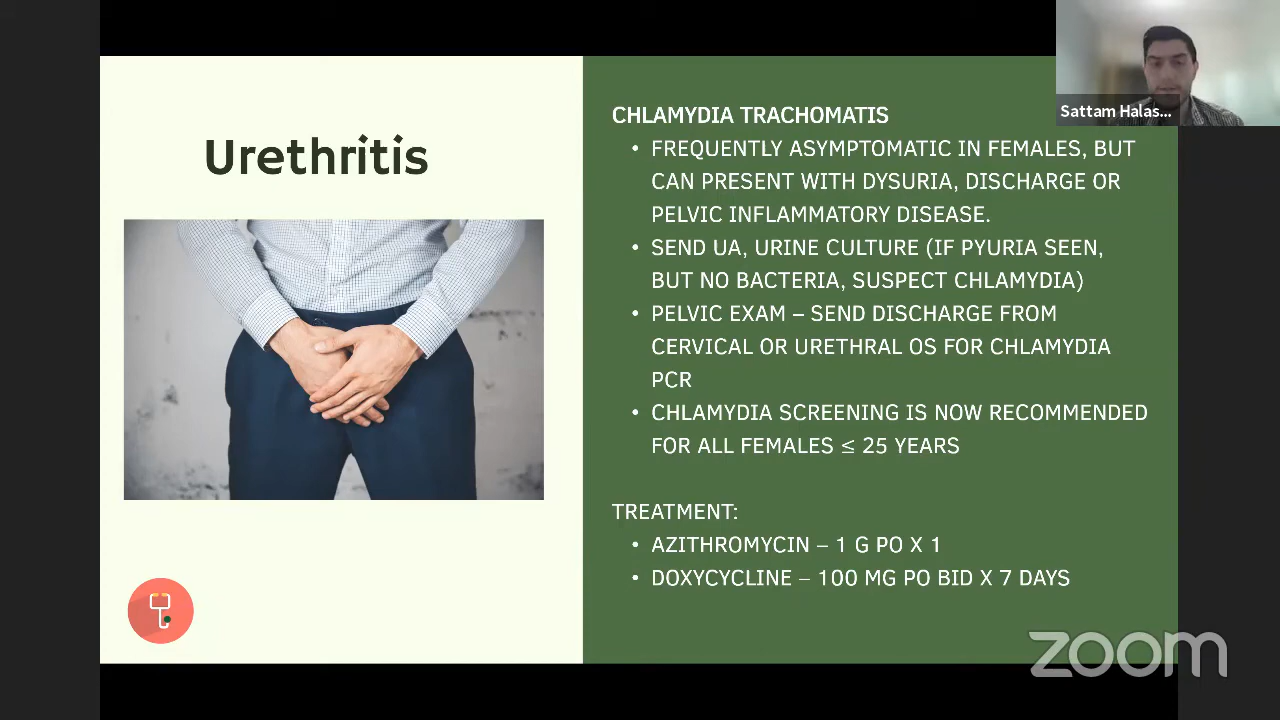 Urethritis
CHLAMYDIA TRACHOMATIS
• FREQUENTLY ASYMPTOMATIC IN FEMALES, BUT
CAN PRESENT WITH DYSURIA, DISCHARGE OR
PELVIC INFLAMMATORY DISEASE.
• SEND UA, URINE CULTURE (IF PYURIA SEEN,
BUT NO BACTERIA, SUSPECT CHLAMYDIA)
• PELVIC EXAM – SEND DISCHARGE FROM
CERVICAL OR URETHRAL OS FOR CHLAMYDIA
PCR
• CHLAMYDIA SCREENING IS NOW RECOMMENDED
FOR ALL FEMALES ≤ 25 YEARS
TREATMENT:
• AZITHROMYCIN – 1 G PO X 1
• DOXYCYCLINE – 100 MG PO BID X 7 DAYS
Sattam Halas...
zoom